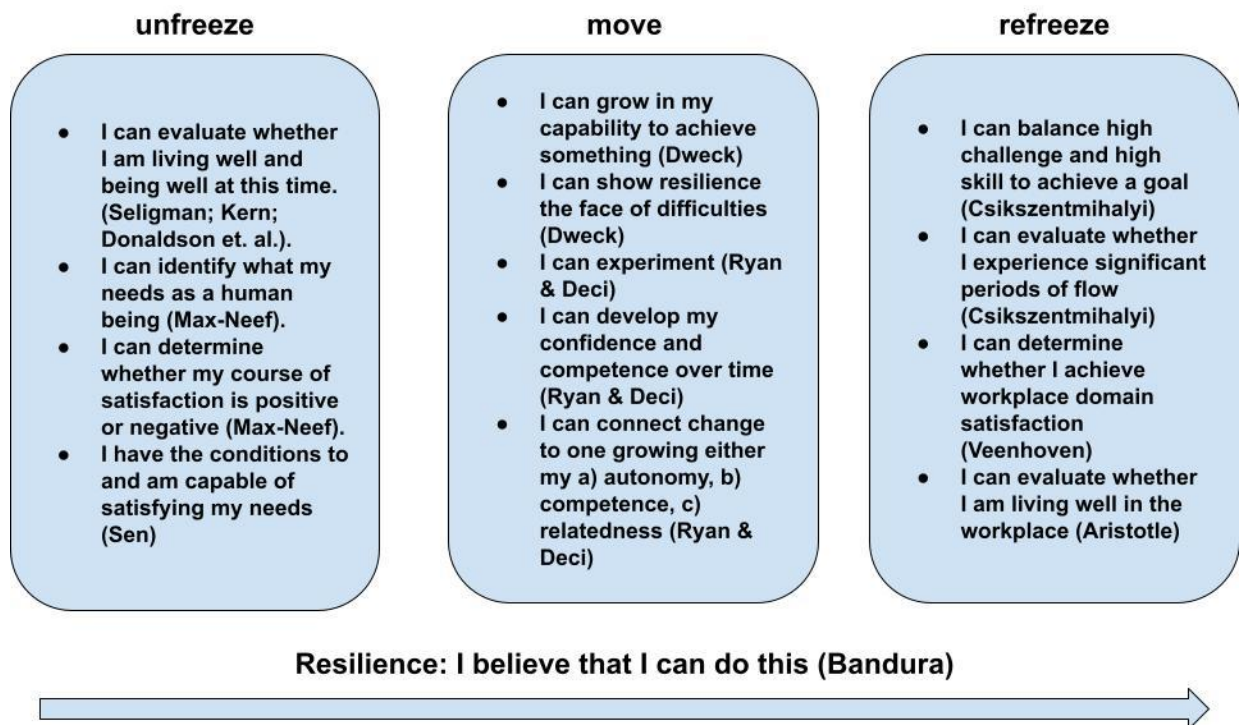 unfreeze
● I can evaluate whether
I am living well and
being well at this time.
(Seligman; Kern;
Donaldson et. al.).
● I can identify what my
needs as a human
being (Max-Neef).
● I can determine
whether my course of
satisfaction is positive
or negative (Max-Neef).
● I have the conditions to
and am capable of
satisfying my needs
(Sen)
move
● I can grow in my
capability to achieve
something (Dweck)
● I can show resilience
the face of difficulties
(Dweck)
● I can experiment (Ryan
& Deci)
● I can develop my
confidence and
competence over time
(Ryan & Deci)
● I can connect change
to one growing either
my a) autonomy, b)
competence, c)
relatedness (Ryan &
Deci)
refreeze
● I can balance high
challenge and high
skill to achieve a goal
(Csikszentmihalyi)
● I can evaluate whether
I experience significant
periods of flow
(Csikszentmihalyi)
● I can determine
whether I achieve
workplace domain
satisfaction
(Veenhoven)
● I can evaluate whether
I am living well in the
workplace (Aristotle)
Resilience: I believe that I can do this (Bandura)